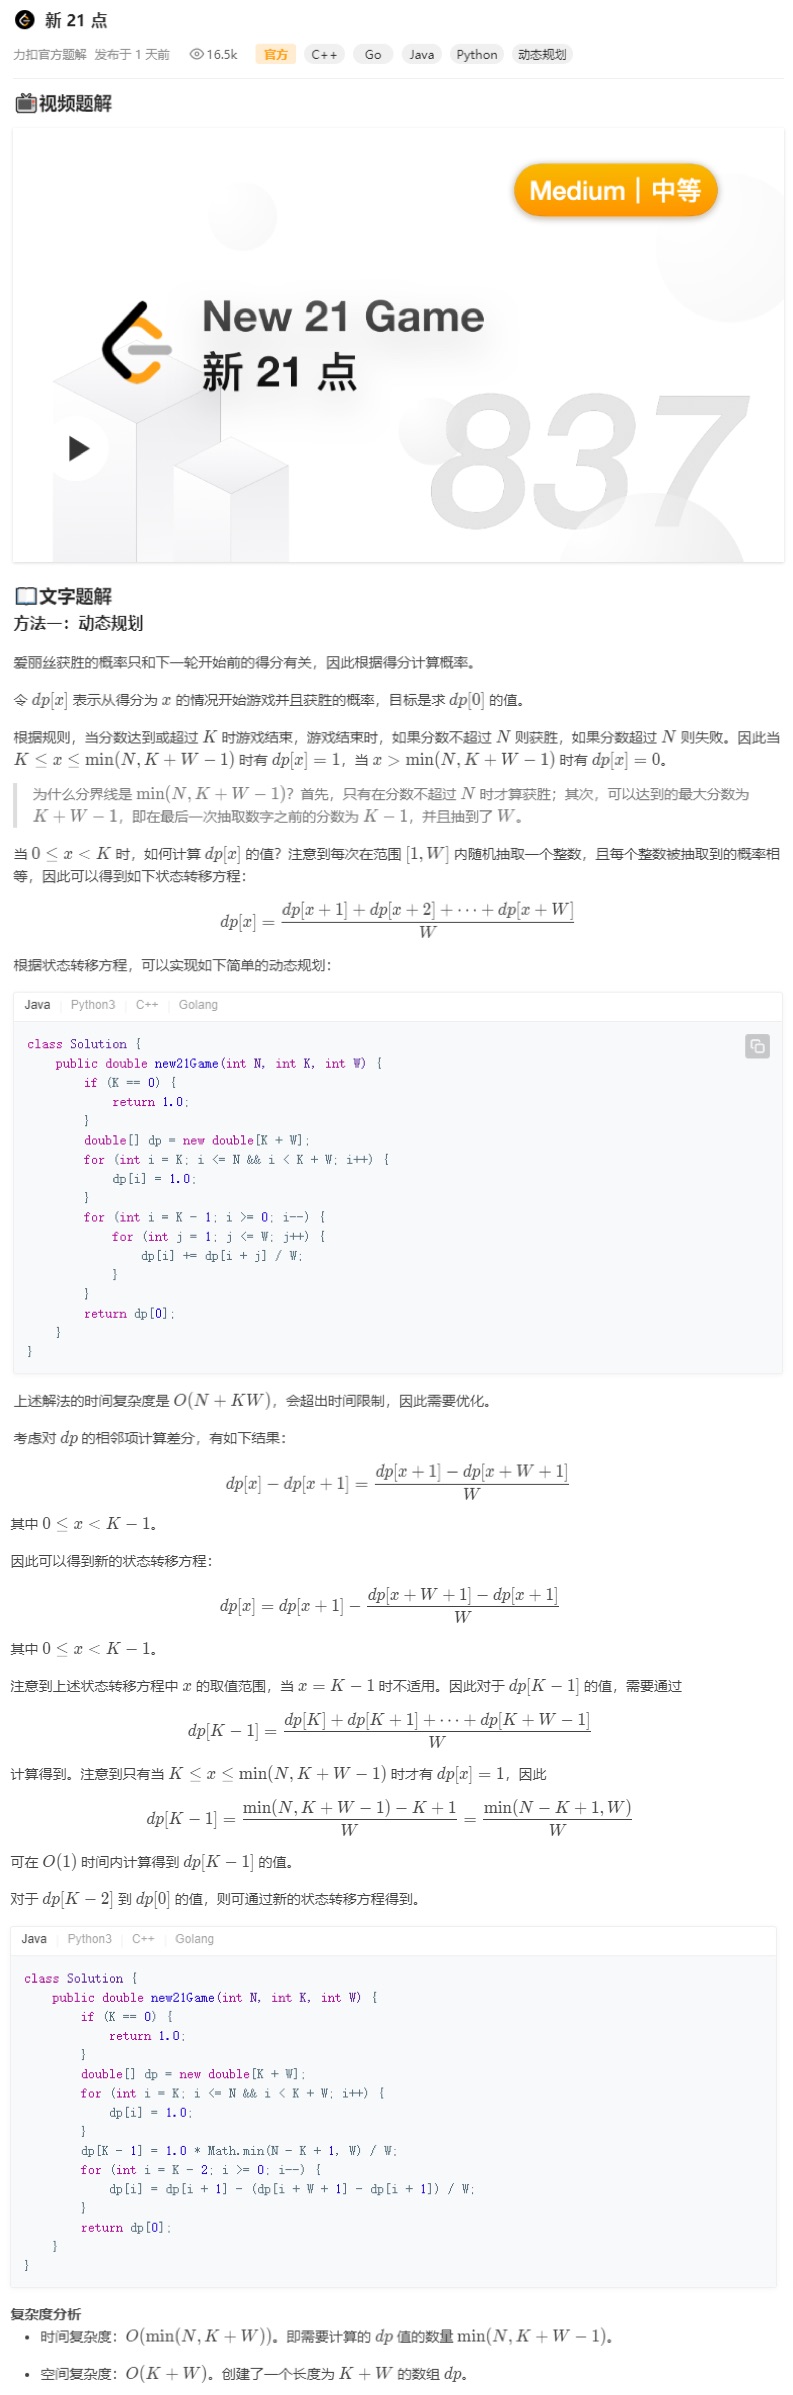 新 21 点
力扣官方题解 发布于 1 天前 16.5k 官方 C++ Go Java Python 动态规划
视频题解
Medium | 中等
New 21 Game
新 21 点
837
文字题解
方法一：动态规划
爱丽丝获胜的概率只和下一轮开始前的得分有关，因此根据得分计算概率。
令 dp[x] 表示从得分为 x 的情况开始游戏并且获胜的概率，目标是求 dp[0] 的值。
根据规则，当分数达到或超过 K 时游戏结束，游戏结束时，如果分数不超过 N 则获胜，如果分数超过 N 则失败。因此当
K ≤ x ≤ min(N, K + W − 1) 时有 dp[x] = 1，当 x > min(N, K + W − 1) 时有 dp[x] = 0。
为什么分界线是 min(N, K + W − 1)？首先，只有在分数不超过 N 时才算获胜；其次，可以达到的最大分数为
K + W − 1，即在最后一次抽取数字之前的分数为 K − 1，并且抽到了 W。
当 0 ≤ x < K 时，如何计算 dp[x] 的值？注意到每次在范围 [1, W] 内随机抽取一个整数，且每个整数被抽取到的概率相
等，因此可以得到如下状态转移方程：
dp[x] = (dp[x + 1] + dp[x + 2] + ⋯ + dp[x + W]) / W
根据状态转移方程，可以实现如下简单的动态规划：
Java Python3 C++ Golang
class Solution {
    public double new21Game(int N, int K, int W) {
        if (K == 0) {
            return 1.0;
        }
        double[] dp = new double[K + W];
        for (int i = K; i <= N && i < K + W; i++) {
            dp[i] = 1.0;
        }
        for (int i = K - 1; i >= 0; i--) {
            for (int j = 1; j <= W; j++) {
                dp[i] += dp[i + j] / W;
            }
        }
        return dp[0];
    }
}
上述解法的时间复杂度是 O(N + KW)，会超出时间限制，因此需要优化。
考虑对 dp 的相邻项计算差分，有如下结果：
dp[x] − dp[x + 1] = (dp[x + 1] − dp[x + W + 1]) / W
其中 0 ≤ x < K − 1。
因此可以得到新的状态转移方程：
dp[x] = dp[x + 1] − (dp[x + W + 1] − dp[x + 1]) / W
其中 0 ≤ x < K − 1。
注意到上述状态转移方程中 x 的取值范围，当 x = K − 1 时不适用。因此对于 dp[K − 1] 的值，需要通过
dp[K − 1] = (dp[K] + dp[K + 1] + ⋯ + dp[K + W − 1]) / W
计算得到。注意到只有当 K ≤ x ≤ min(N, K + W − 1) 时才有 dp[x] = 1，因此
dp[K − 1] = (min(N, K + W − 1) − K + 1) / W = min(N − K + 1, W) / W
可在 O(1) 时间内计算得到 dp[K − 1] 的值。
对于 dp[K − 2] 到 dp[0] 的值，则可通过新的状态转移方程得到。
Java Python3 C++ Golang
class Solution {
    public double new21Game(int N, int K, int W) {
        if (K == 0) {
            return 1.0;
        }
        double[] dp = new double[K + W];
        for (int i = K; i <= N && i < K + W; i++) {
            dp[i] = 1.0;
        }
        dp[K - 1] = 1.0 * Math.min(N - K + 1, W) / W;
        for (int i = K - 2; i >= 0; i--) {
            dp[i] = dp[i + 1] - (dp[i + W + 1] - dp[i + 1]) / W;
        }
        return dp[0];
    }
}
复杂度分析
• 时间复杂度：O(min(N, K + W))。即需要计算的 dp 值的数量 min(N, K + W − 1)。
• 空间复杂度：O(K + W)。创建了一个长度为 K + W 的数组 dp。